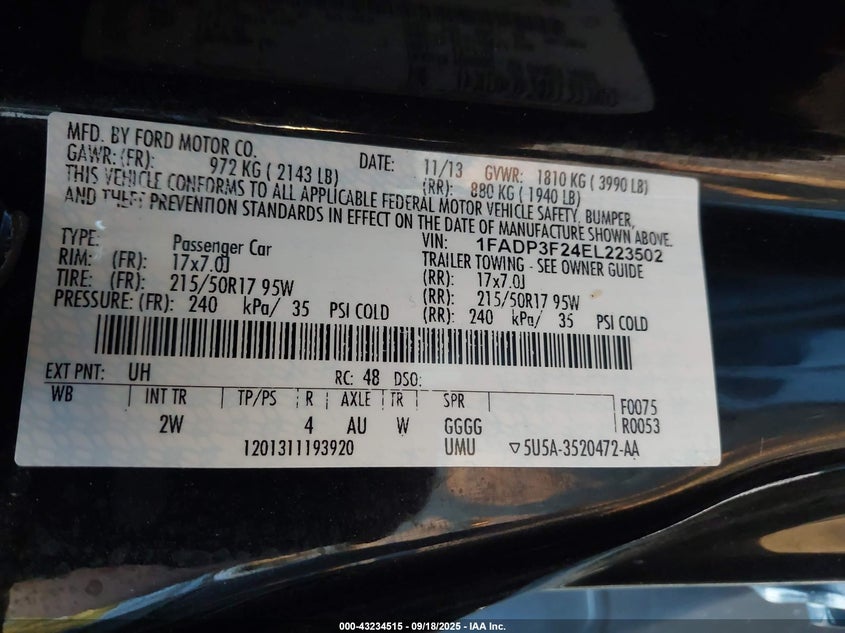 MFD. BY FORD MOTOR CO. DATE: 11/13 GVWR: 1810 KG ( 3990 LB)
GAWR: (FR): 972 KG ( 2143 LB) (RR): 880 KG ( 1940 LB)
THIS VEHICLE CONFORMS TO ALL APPLICABLE FEDERAL MOTOR VEHICLE SAFETY, BUMPER,
AND THEFT PREVENTION STANDARDS IN EFFECT ON THE DATE OF MANUFACTURE SHOWN ABOVE.
VIN: 1FADP3F24EL223502
TYPE: Passenger Car TRAILER TOWING - SEE OWNER GUIDE
RIM: (FR): 17x7.0J (RR): 17x7.0J
TIRE: (FR): 215/50R17 95W (RR): 215/50R17 95W
PRESSURE: (FR): 240 kPa/ 35 PSI COLD (RR): 240 kPa/ 35 PSI COLD
EXT PNT: UH RC: 48 DSO:
WB INT TR TP/PS R AXLE TR SPR F0075
2W 4 AU W GGGG R0053
1201311193920 UMU 5U5A-3520472-AA
000-43234515 - 09/18/2025 - IAA Inc.